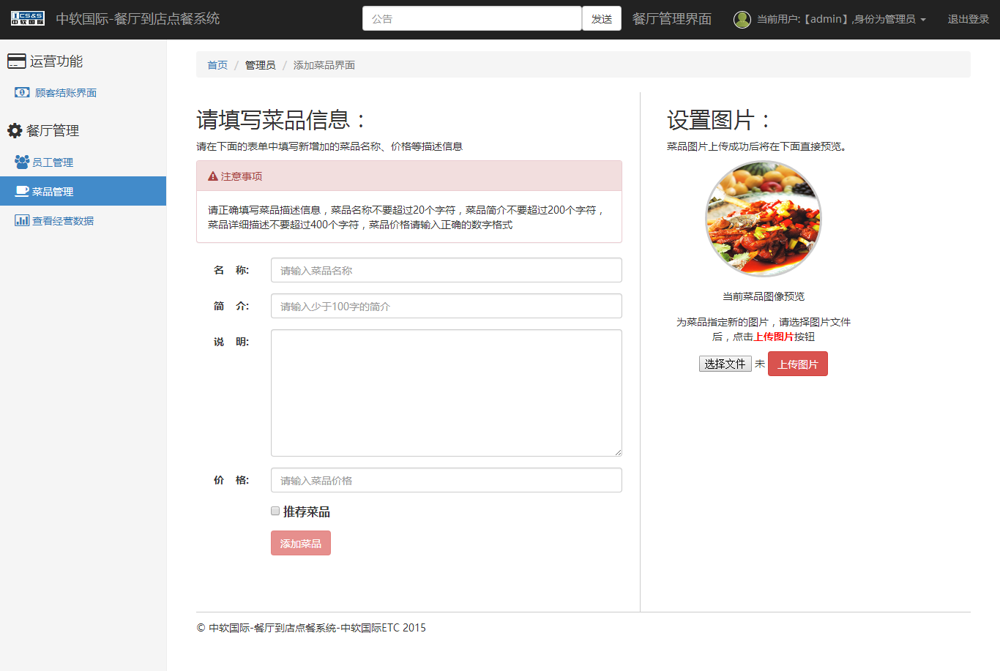 CS&S
中软国际
中软国际-餐厅到店点餐系统
公告
发送
餐厅管理界面
当前用户:【admin】,身份为管理员
退出登录
运营功能
顾客结账界面
餐厅管理
员工管理
菜品管理
查看经营数据
首页 / 管理员 / 添加菜品界面
请填写菜品信息：
请在下面的表单中填写新增加的菜品名称、价格等描述信息
注意事项
请正确填写菜品描述信息，菜品名称不要超过20个字符，菜品简介不要超过200个字符，
菜品详细描述不要超过400个字符，菜品价格请输入正确的数字格式
名 称:
请输入菜品名称
简 介:
请输入少于100字的简介
说 明:
价 格:
请输入菜品价格
推荐菜品
添加菜品
设置图片：
菜品图片上传成功后将在下面直接预览。
当前菜品图像预览
为菜品指定新的图片，请选择图片文件
后，点击上传图片按钮
选择文件 未
上传图片
© 中软国际-餐厅到店点餐系统-中软国际ETC 2015